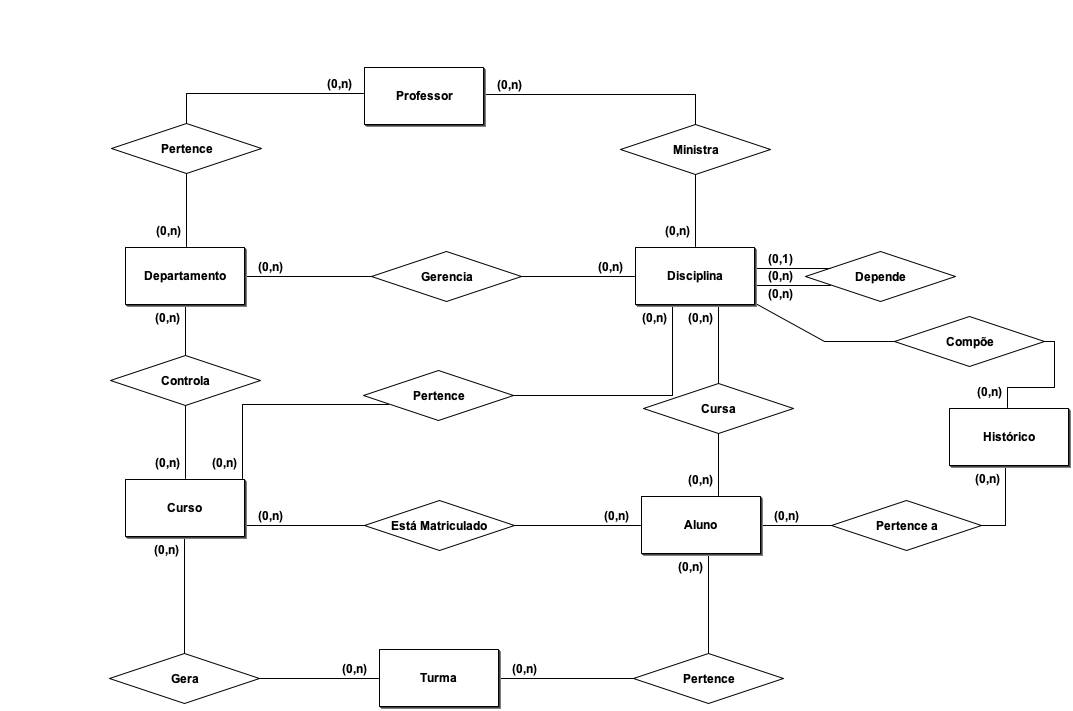 (0,n)
Professor
(0,n)
Pertence
Ministra
(0,n)
(0,n)
Departamento
(0,n)
Gerencia
(0,n)
Disciplina
(0,1)
(0,n)
(0,n)
Depende
(0,n)
(0,n)
(0,n)
Compõe
Controla
Pertence
Cursa
(0,n)
Histórico
(0,n)
(0,n)
(0,n)
(0,n)
Curso
(0,n)
Está Matriculado
(0,n)
Aluno
(0,n)
Pertence a
(0,n)
(0,n)
Gera
(0,n)
Turma
(0,n)
Pertence